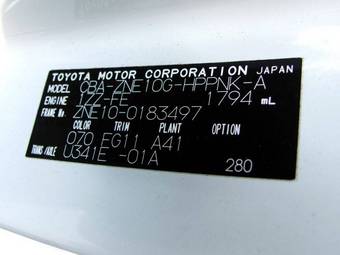 TOYOTA MOTOR CORPORATION JAPAN
MODEL CBA-ZNE10G-HPPNK-A
ENGINE 1ZZ-FE 1794 mL
FRAME No. ZNE10-0183497
COLOR TRIM PLANT OPTION
070 EG11 A41
TRANS/AXLE U341E -01A 280